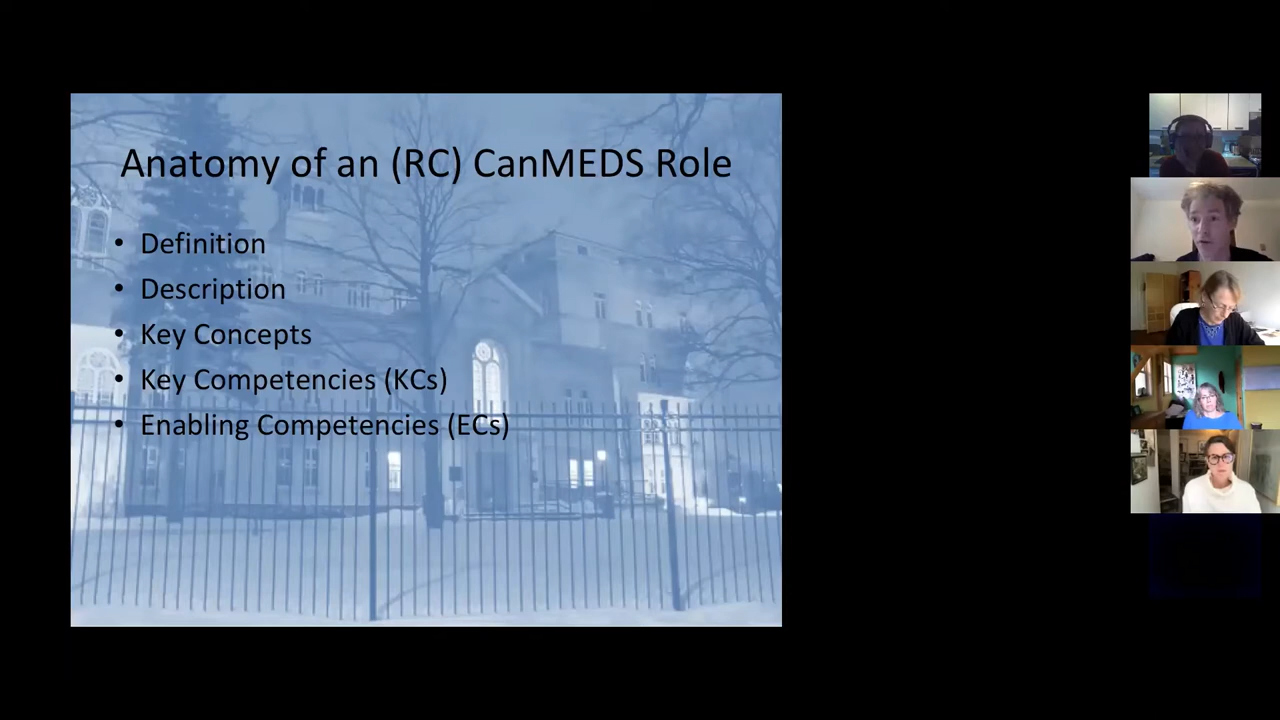 Anatomy of an (RC) CanMEDS Role
• Definition
• Description
• Key Concepts
• Key Competencies (KCs)
• Enabling Competencies (ECs)